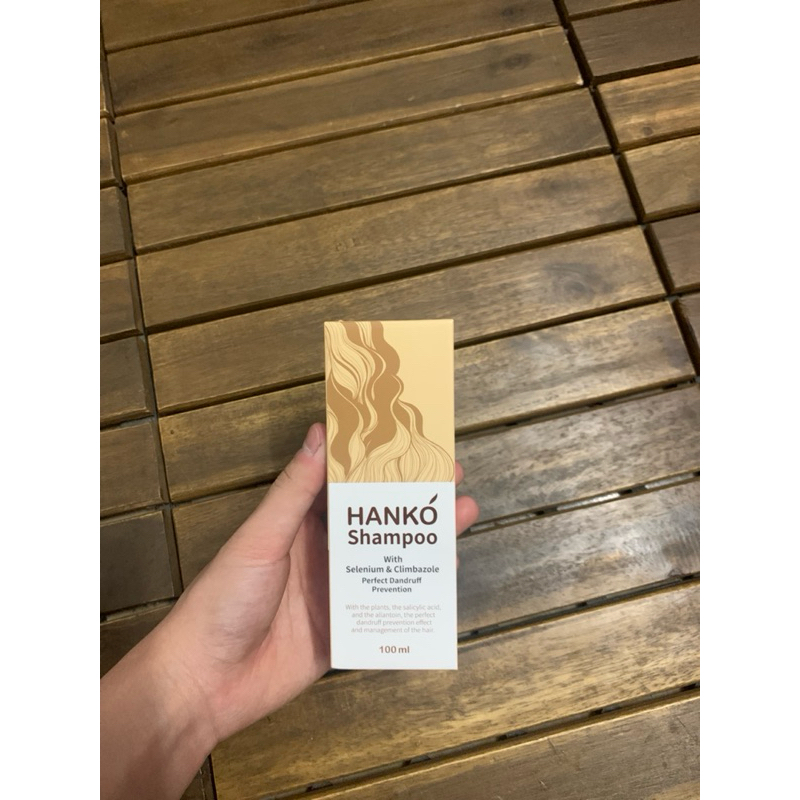 HANKÓ
Shampoo
With
Selenium & Climbazole
Perfect Dandruff
Prevention
With the plants, the salicylic acid,
and the allantoin, the perfect
dandruff prevention effect
and management of the hair.
100 ml